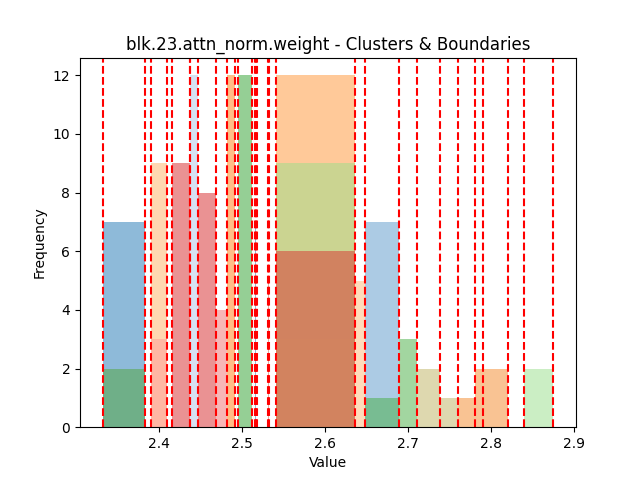 blk.23.attn_norm.weight - Clusters & Boundaries
12
10
8
6
4
2
0
Frequency
2.4 2.5 2.6 2.7 2.8 2.9
Value